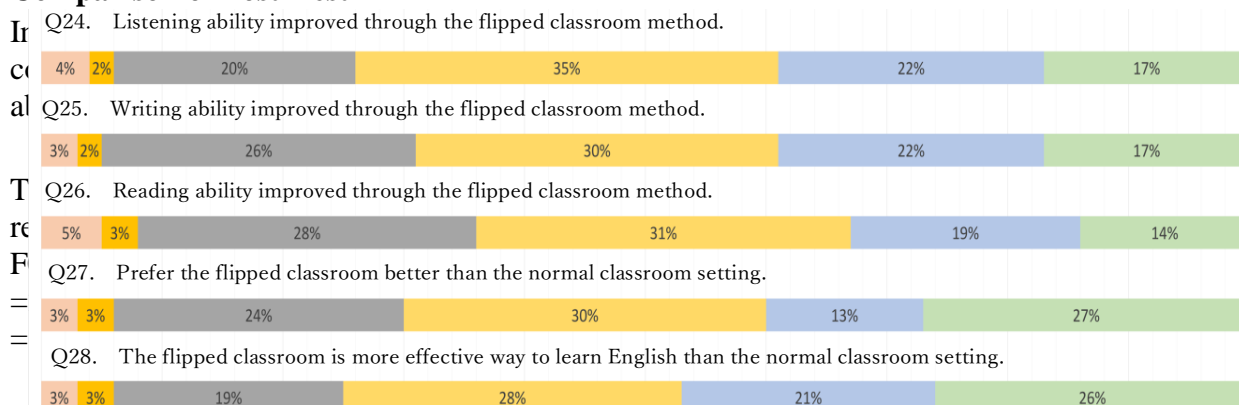 Q24. Listening ability improved through the flipped classroom method.
4% 2% 20% 35% 22% 17%
Q25. Writing ability improved through the flipped classroom method.
3% 2% 26% 30% 22% 17%
Q26. Reading ability improved through the flipped classroom method.
5% 3% 28% 31% 19% 14%
Q27. Prefer the flipped classroom better than the normal classroom setting.
3% 3% 24% 30% 13% 27%
Q28. The flipped classroom is more effective way to learn English than the normal classroom setting.
3% 3% 19% 28% 21% 26%